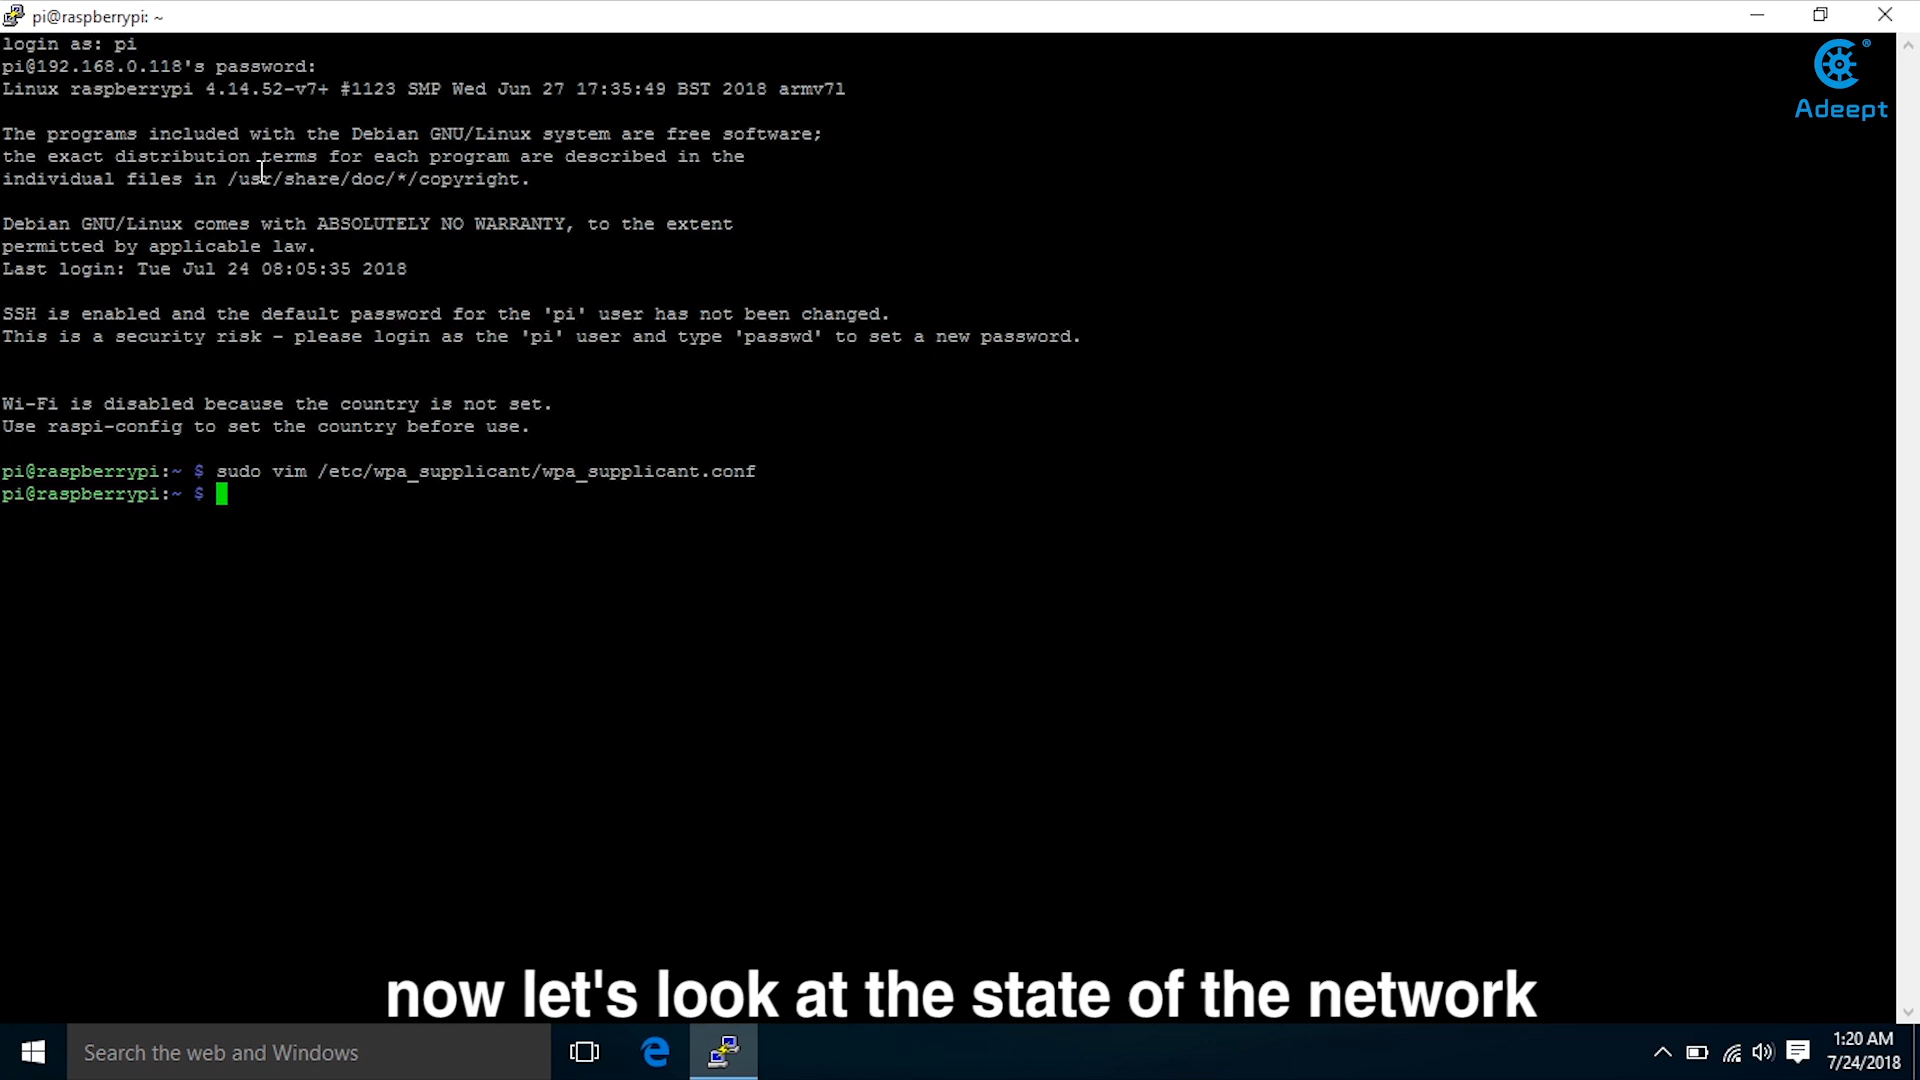 pi@raspberrypi: ~
login as: pi
pi@192.168.0.118's password:
Linux raspberrypi 4.14.52-v7+ #1123 SMP Wed Jun 27 17:35:49 BST 2018 armv7l
The programs included with the Debian GNU/Linux system are free software;
the exact distribution terms for each program are described in the
individual files in /usr/share/doc/*/copyright.
Debian GNU/Linux comes with ABSOLUTELY NO WARRANTY, to the extent
permitted by applicable law.
Last login: Tue Jul 24 08:05:35 2018
SSH is enabled and the default password for the 'pi' user has not been changed.
This is a security risk - please login as the 'pi' user and type 'passwd' to set a new password.
Wi-Fi is disabled because the country is not set.
Use raspi-config to set the country before use.
pi@raspberrypi:~ $ sudo vim /etc/wpa_supplicant/wpa_supplicant.conf
pi@raspberrypi:~ $
Adeept®
now let's look at the state of the network
Search the web and Windows
1:20 AM
7/24/2018